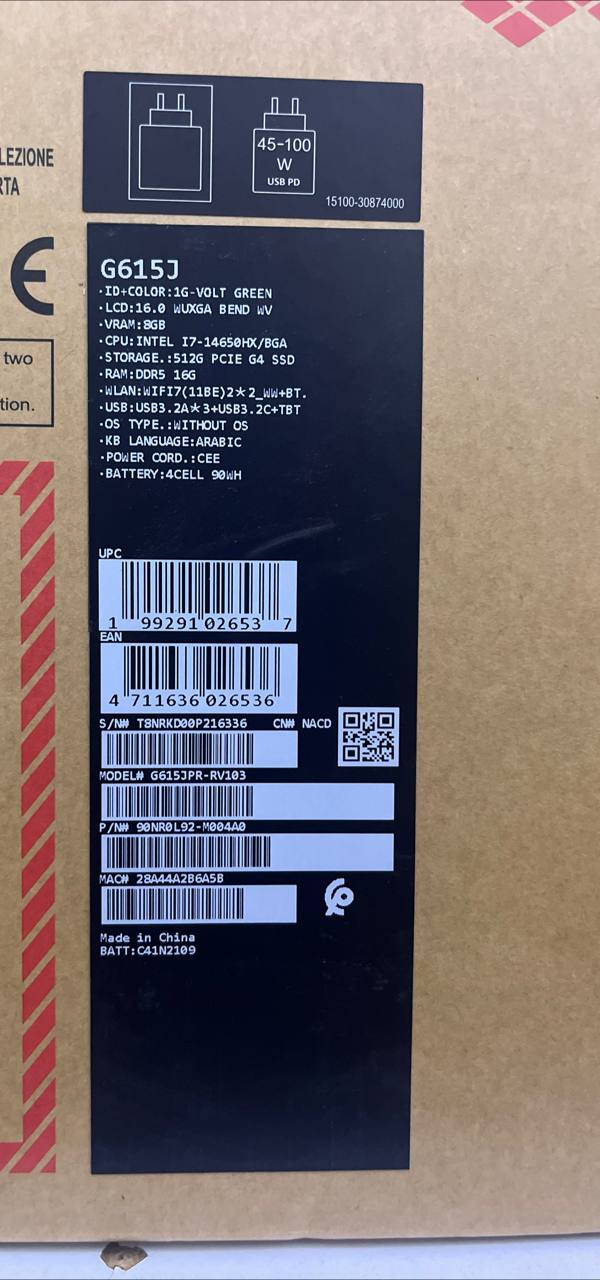 LEZIONE
RTA
two
tion.
45-100
W
USB PD
15100-30874000
G615J
·ID+COLOR:1G-VOLT GREEN
·LCD:16.0 WUXGA BEND WV
·VRAM:8GB
·CPU:INTEL I7-14650HX/BGA
·STORAGE.:512G PCIE G4 SSD
·RAM:DDR5 16G
·WLAN:WIFI7(11BE)2*2_WW+BT.
·USB:USB3.2A*3+USB3.2C+TBT
·OS TYPE.:WITHOUT OS
·KB LANGUAGE:ARABIC
·POWER CORD.:CEE
·BATTERY:4CELL 90WH
UPC
1 99291 02653 7
EAN
4 711636 026536
S/N# T8NRKD00P216336 CN# NACD
MODEL# G615JPR-RV103
P/N# 90NR0L92-M004A0
MAC# 28A44A2B6A5B
Made in China
BATT:C41N2109